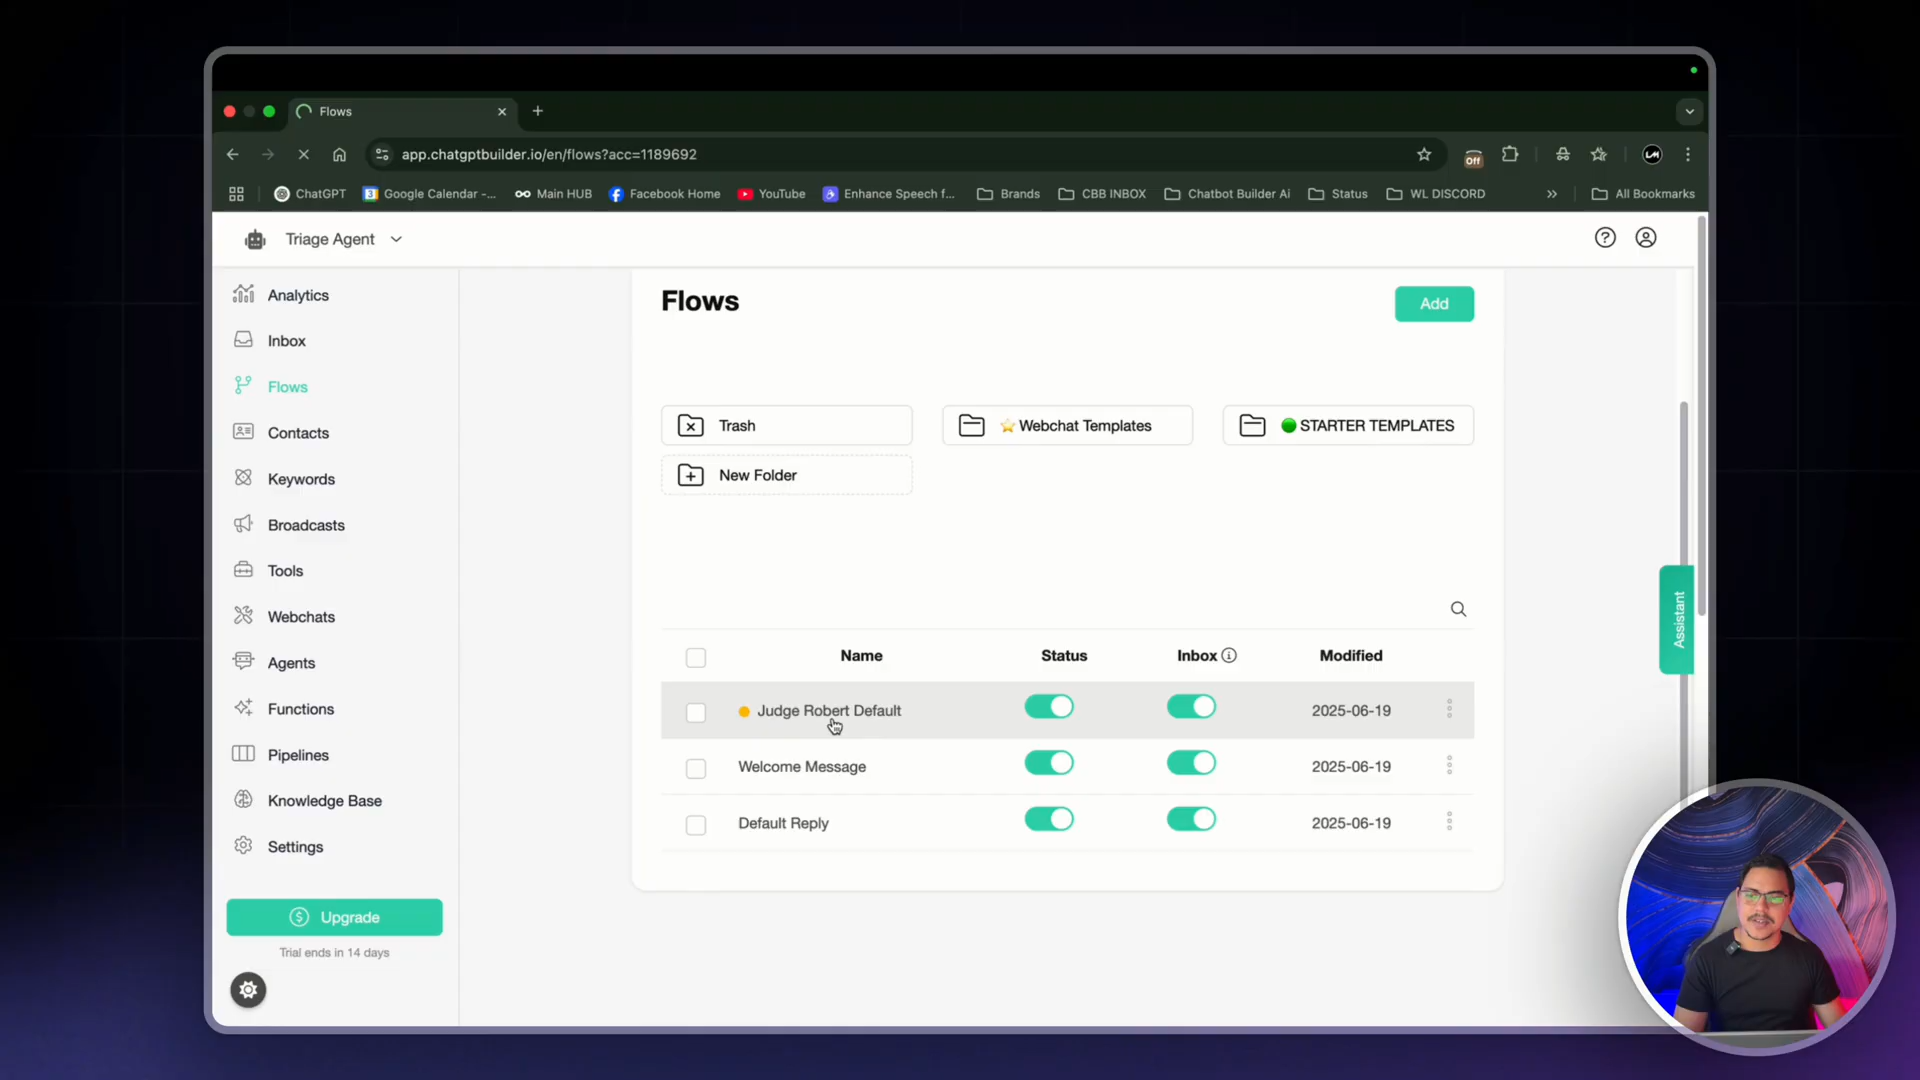 Flows
app.chatgptbuilder.io/en/flows?acc=1189692
Off
ChatGPT
Google Calendar -...
Main HUB
Facebook Home
YouTube
Enhance Speech f...
Brands
CBB INBOX
Chatbot Builder Ai
Status
WL DISCORD
All Bookmarks
Triage Agent
Analytics
Inbox
Flows
Contacts
Keywords
Broadcasts
Tools
Webchats
Agents
Functions
Pipelines
Knowledge Base
Settings
Upgrade
Trial ends in 14 days
Flows
Add
Trash
Webchat Templates
STARTER TEMPLATES
New Folder
Name Status Inbox Modified
Judge Robert Default 2025-06-19
Welcome Message 2025-06-19
Default Reply 2025-06-19
Assistant